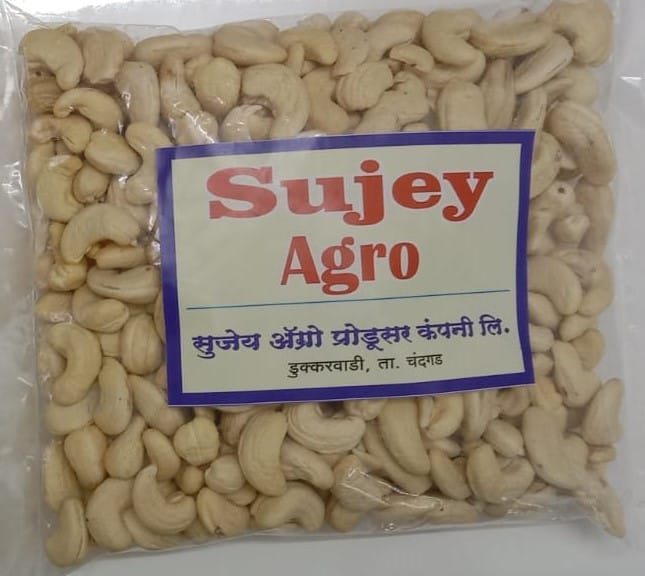 Sujey
Agro
सुजेय ॲग्रो प्रोडूसर कंपनी लि.
डुक्करवाडी, ता. चंदगड